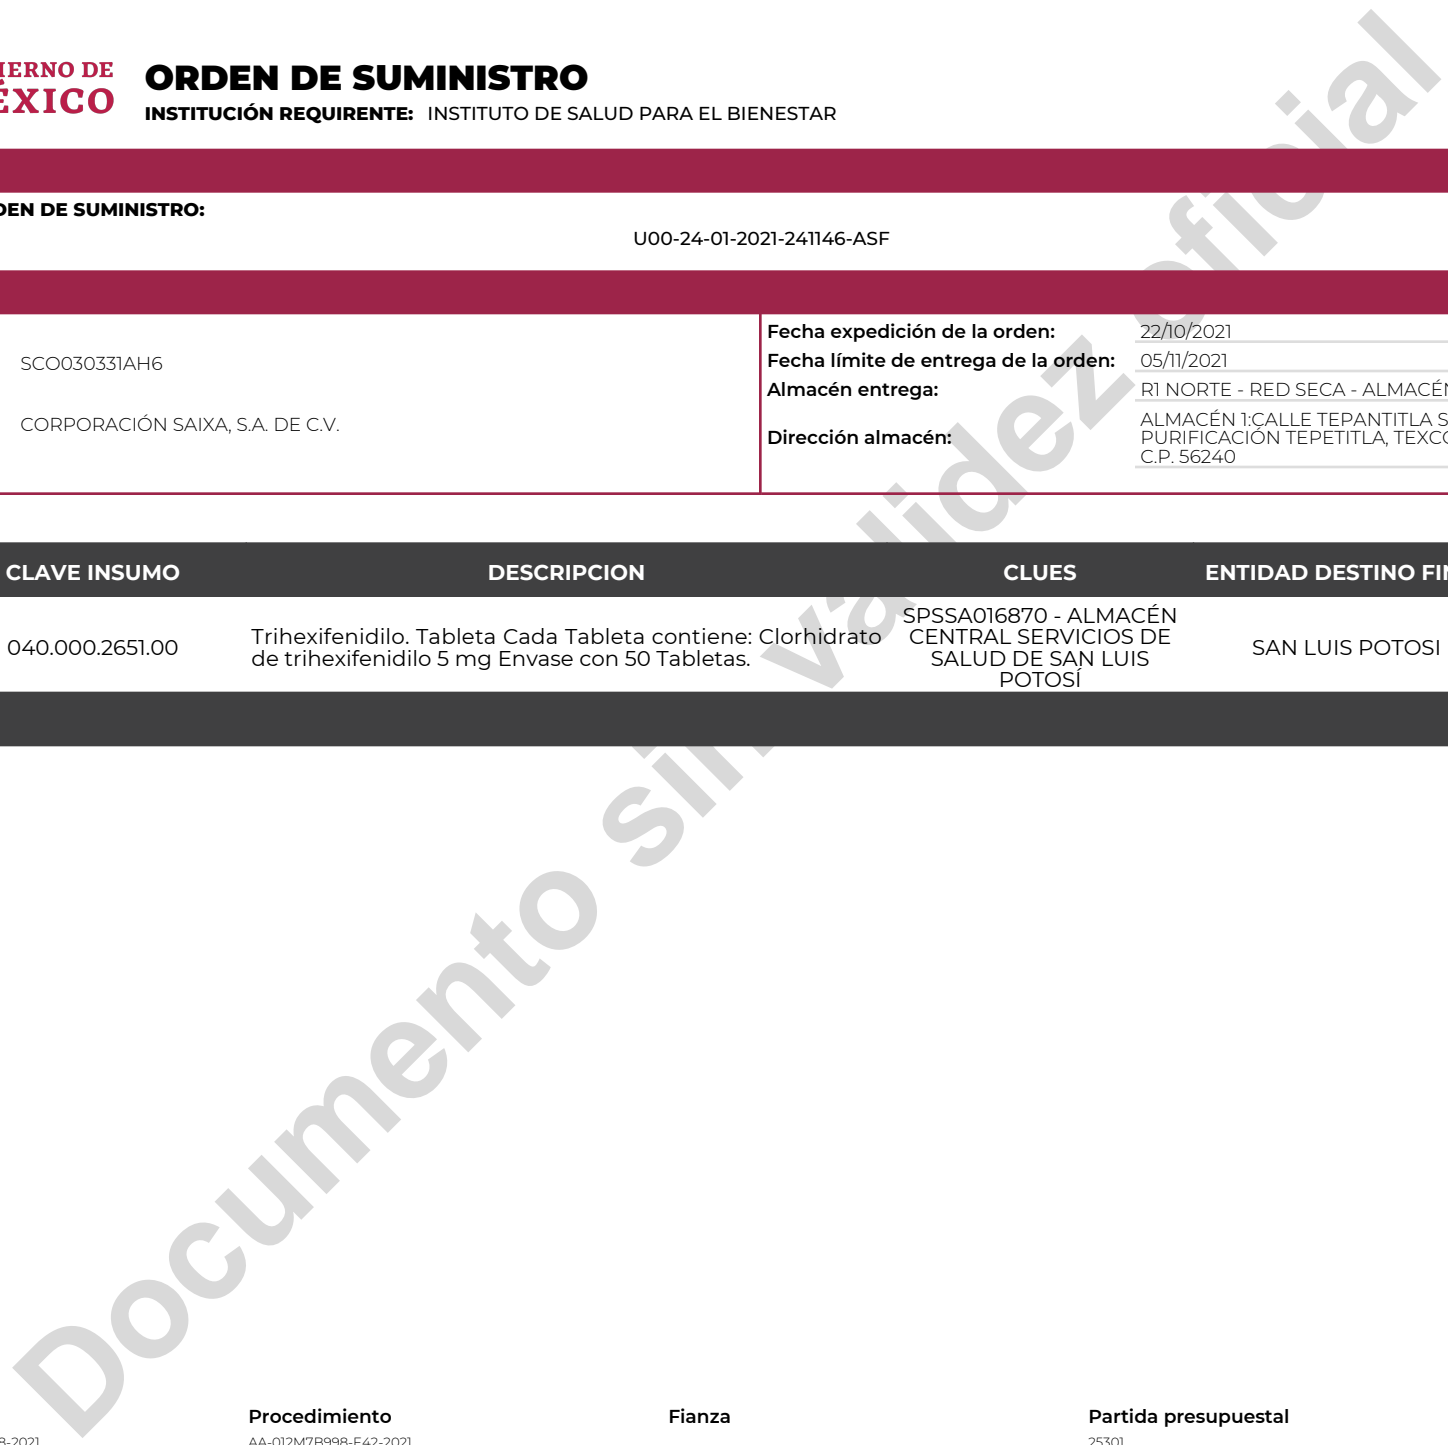 ORDEN DE SUMINISTRO
INSTITUCIÓN REQUIRENTE: INSTITUTO DE SALUD PARA EL BIENESTAR
DE
DE SUMINISTRO:
U00-24-01-2021-241146-ASF
SCO030331AH6
CORPORACIÓN SAIXA, S.A. DE C.V.
Fecha expedición de la orden: 22/10/2021
Fecha límite de entrega de la orden: 05/11/2021
Almacén entrega: R1 NORTE - RED SECA - ALMACÉN
Dirección almacén:
ALMACÉN 1:CALLE TEPANTITLA
PURIFICACIÓN TEPETITLA,
C.P. 56240
CLAVE INSUMO DESCRIPCION CLUES ENTIDAD DESTINO
040.000.2651.00
Trihexifenidilo. Tableta Cada Tableta contiene: Clorhidrato
de trihexifenidilo 5 mg Envase con 50 Tabletas.
SPSSA016870 - ALMACÉN
CENTRAL SERVICIOS DE
SALUD DE SAN LUIS
POTOSÍ
SAN LUIS POTOSI
Documento sin validez oficial
Procedimiento Fianza Partida presupuestal
AA-012M7B998-E42-2021 25301